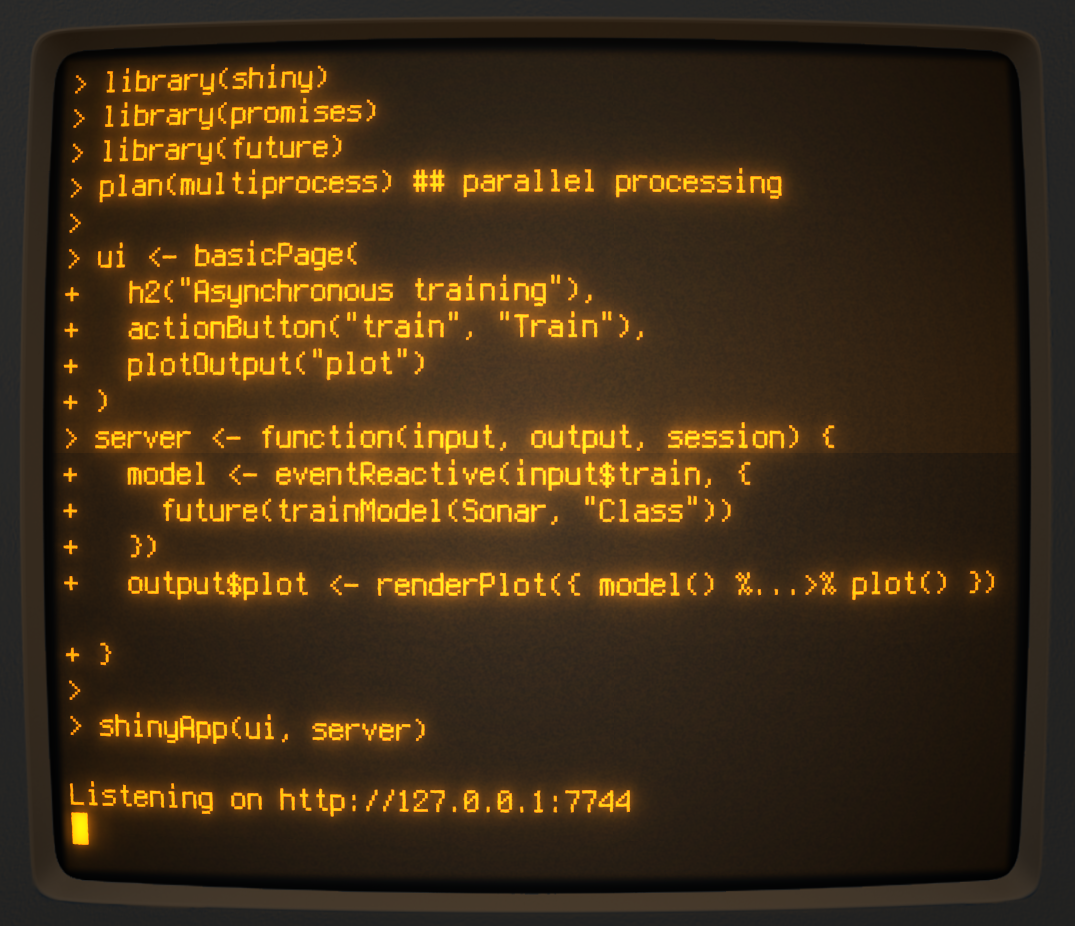 > library(shiny)
> library(promises)
> library(future)
> plan(multiprocess) ## parallel processing
>
> ui <- basicPage(
+   h2("Asynchronous training"),
+   actionButton("train", "Train"),
+   plotOutput("plot")
+ )
> server <- function(input, output, session) {
+   model <- eventReactive(input$train, {
+     future(trainModel(Sonar, "Class"))
+   })
+   output$plot <- renderPlot({ model() %...>% plot() })
+ }
>
> shinyApp(ui, server)
Listening on http://127.0.0.1:7744